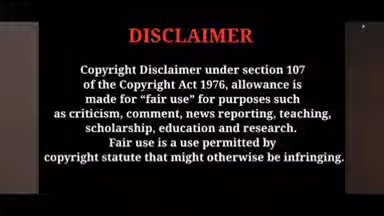 DISCLAIMER
Copyright Disclaimer under section 107
of the Copyright Act 1976, allowance is
made for “fair use” for purposes such
as criticism, comment, news reporting, teaching,
scholarship, education and research.
Fair use is a use permitted by
copyright statute that might otherwise be infringing.